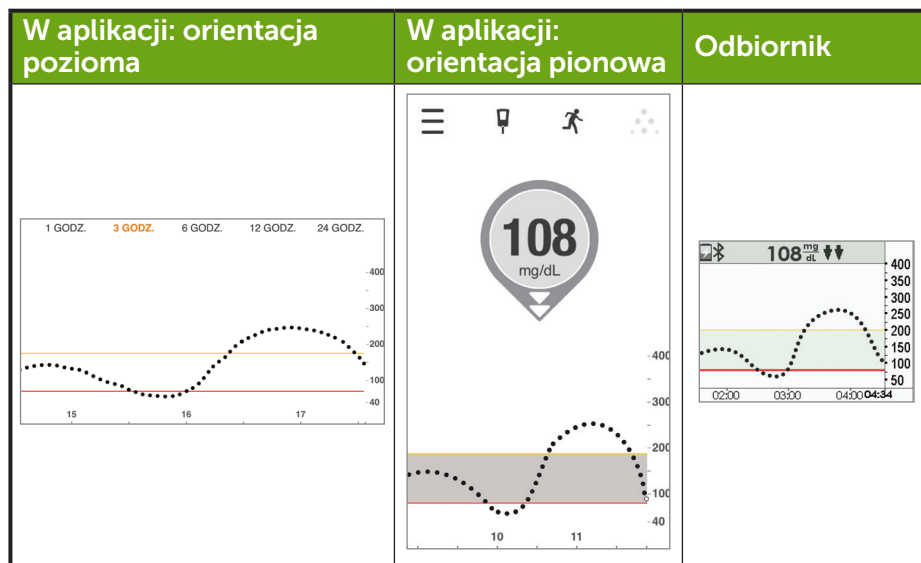 W aplikacji: orientacja
pozioma
W aplikacji:
orientacja pionowa
Odbiornik
1 GODZ. 3 GODZ. 6 GODZ. 12 GODZ. 24 GODZ.
400
300
200
100
40
15 16 17
108
mg/dL
400
300
200
100
40
10 11
108 mg/dL
400
350
300
250
200
150
100
50
02:00 03:00 04:00 04:34